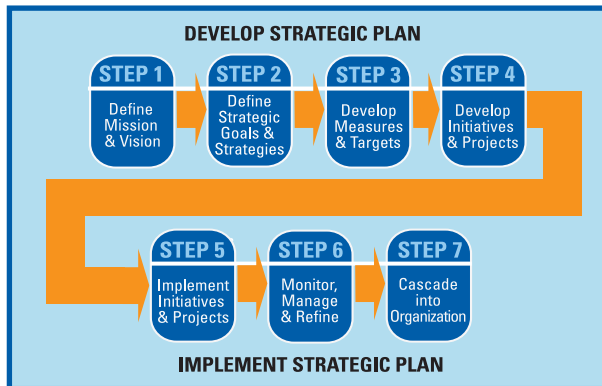 DEVELOP STRATEGIC PLAN
STEP 1
Define
Mission
& Vision
STEP 2
Define
Strategic
Goals &
Strategies
STEP 3
Develop
Measures
& Targets
STEP 4
Develop
Initiatives
& Projects
STEP 5
Implement
Initiatives
& Projects
STEP 6
Monitor,
Manage
& Refine
STEP 7
Cascade
into
Organization
IMPLEMENT STRATEGIC PLAN